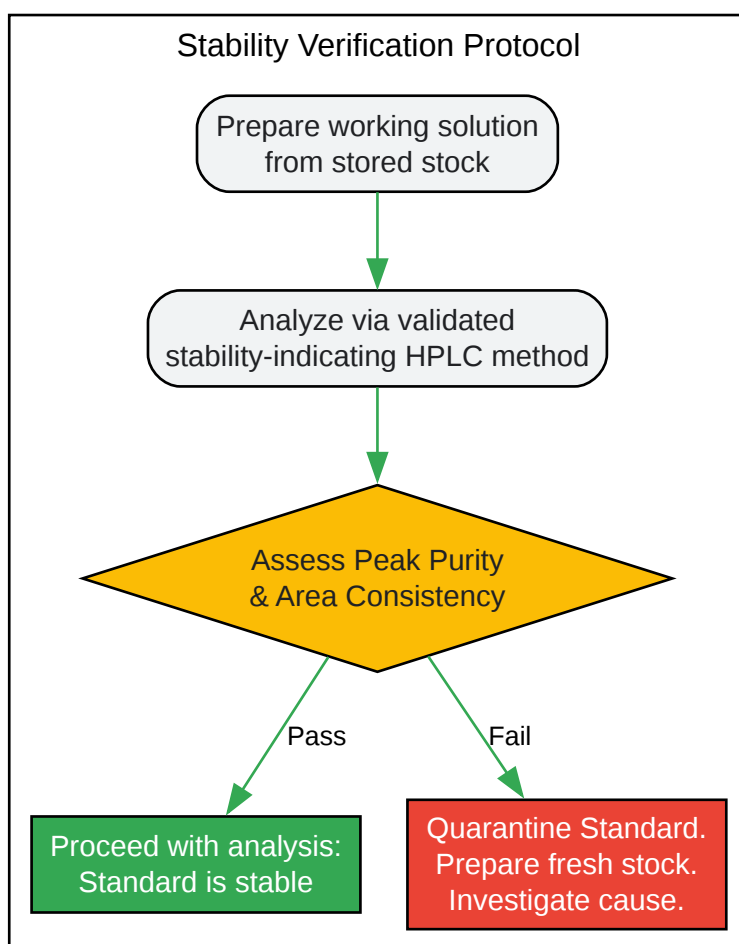 Stability Verification Protocol
Prepare working solution
from stored stock
Analyze via validated
stability-indicating HPLC method
Assess Peak Purity
& Area Consistency
Pass
Fail
Proceed with analysis:
Standard is stable
Quarantine Standard.
Prepare fresh stock.
Investigate cause.